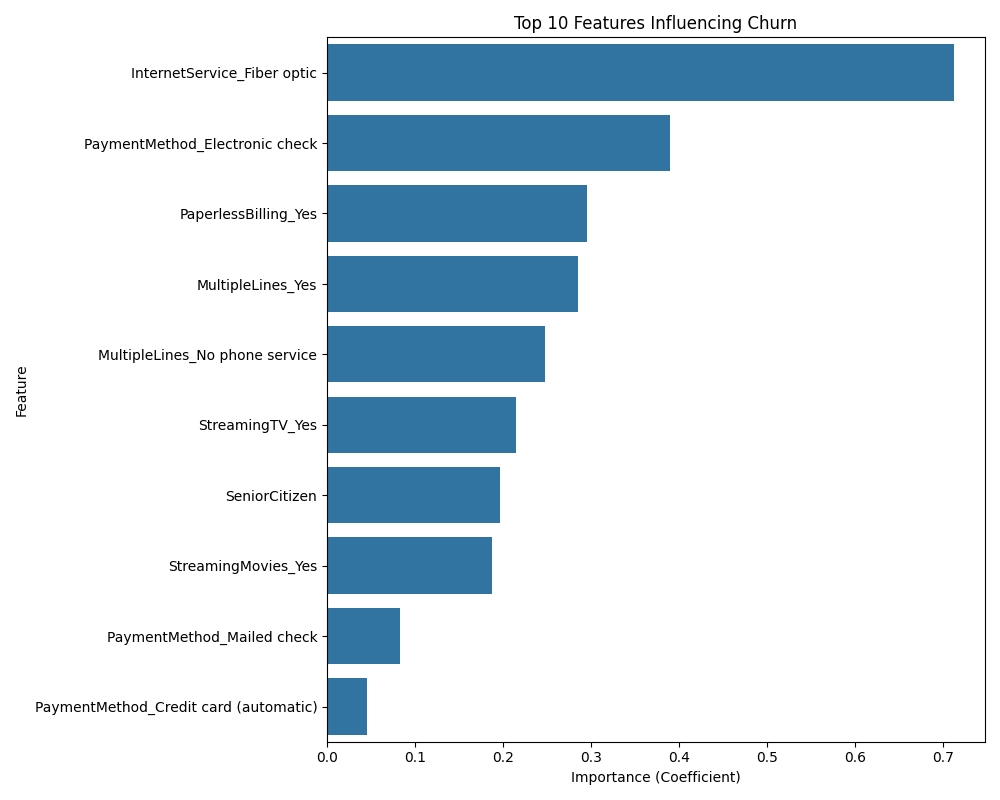 Top 10 Features Influencing Churn
InternetService_Fiber optic
PaymentMethod_Electronic check
PaperlessBilling_Yes
MultipleLines_Yes
MultipleLines_No phone service
StreamingTV_Yes
SeniorCitizen
StreamingMovies_Yes
PaymentMethod_Mailed check
PaymentMethod_Credit card (automatic)
Feature
0.0 0.1 0.2 0.3 0.4 0.5 0.6 0.7
Importance (Coefficient)